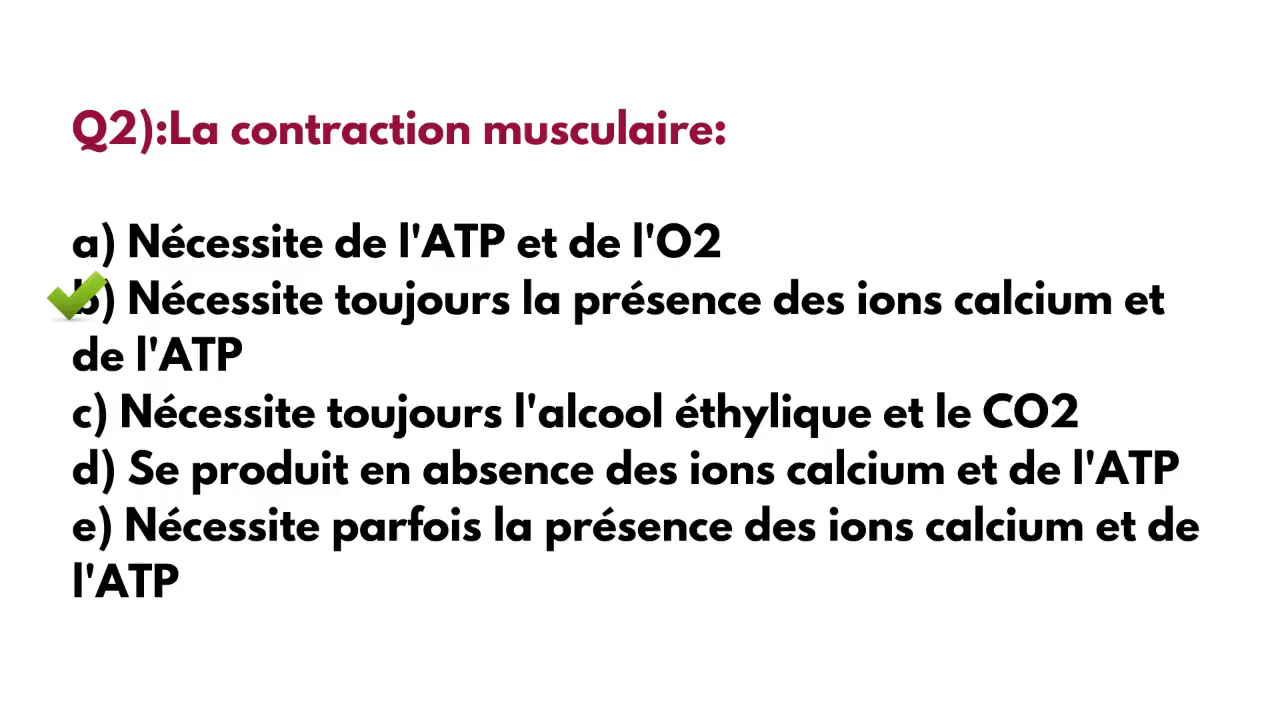 Q2):La contraction musculaire:
a) Nécessite de l'ATP et de l'O2
b) Nécessite toujours la présence des ions calcium et
de l'ATP
c) Nécessite toujours l'alcool éthylique et le CO2
d) Se produit en absence des ions calcium et de l'ATP
e) Nécessite parfois la présence des ions calcium et de
l'ATP